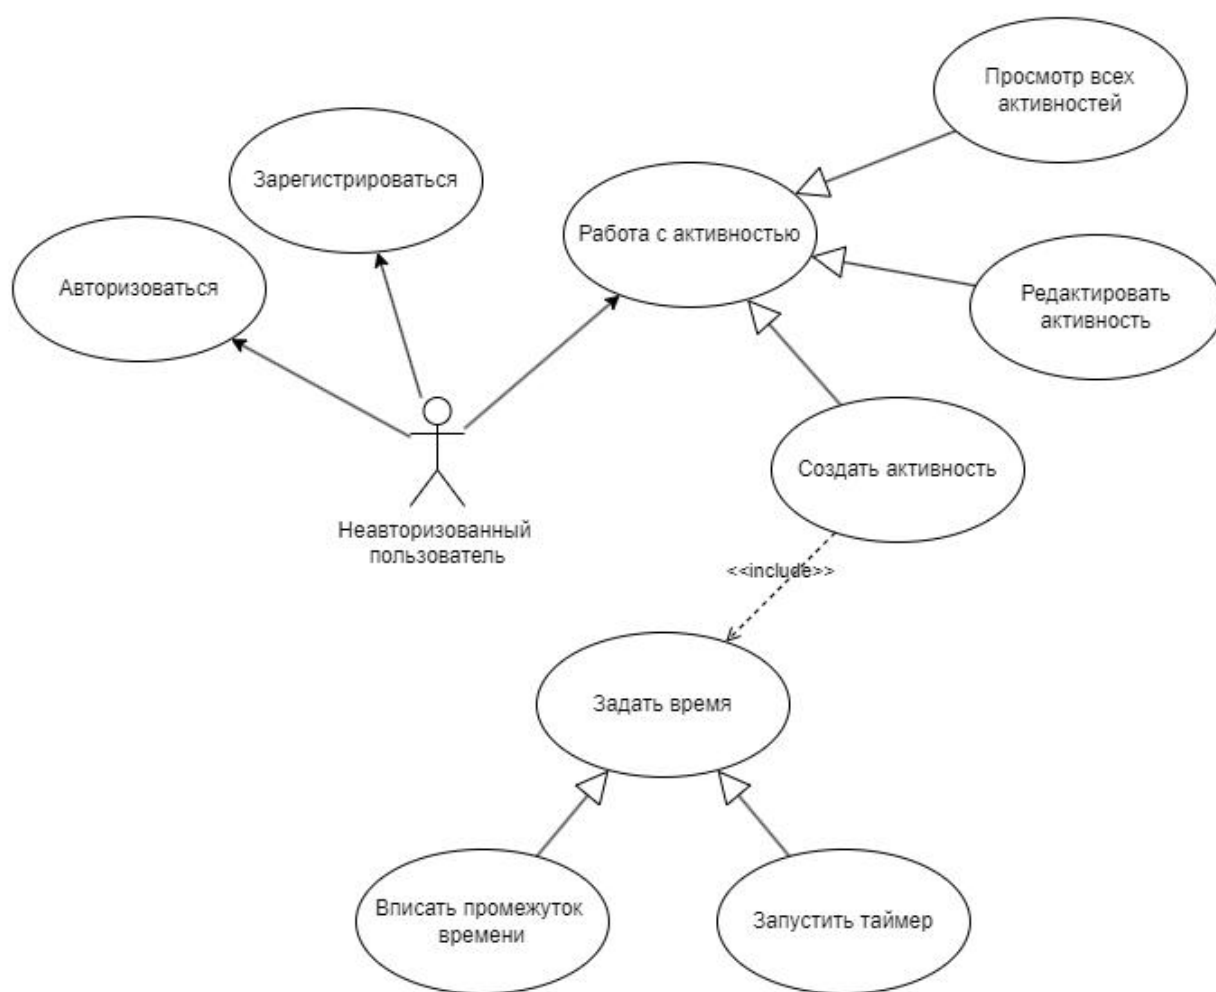 Просмотр всех
активностей
Зарегистрироваться
Работа с активностью
Авторизоваться
Редактировать
активность
Создать активность
Неавторизованный
пользователь
<<include>>
Задать время
Вписать промежуток
времени
Запустить таймер